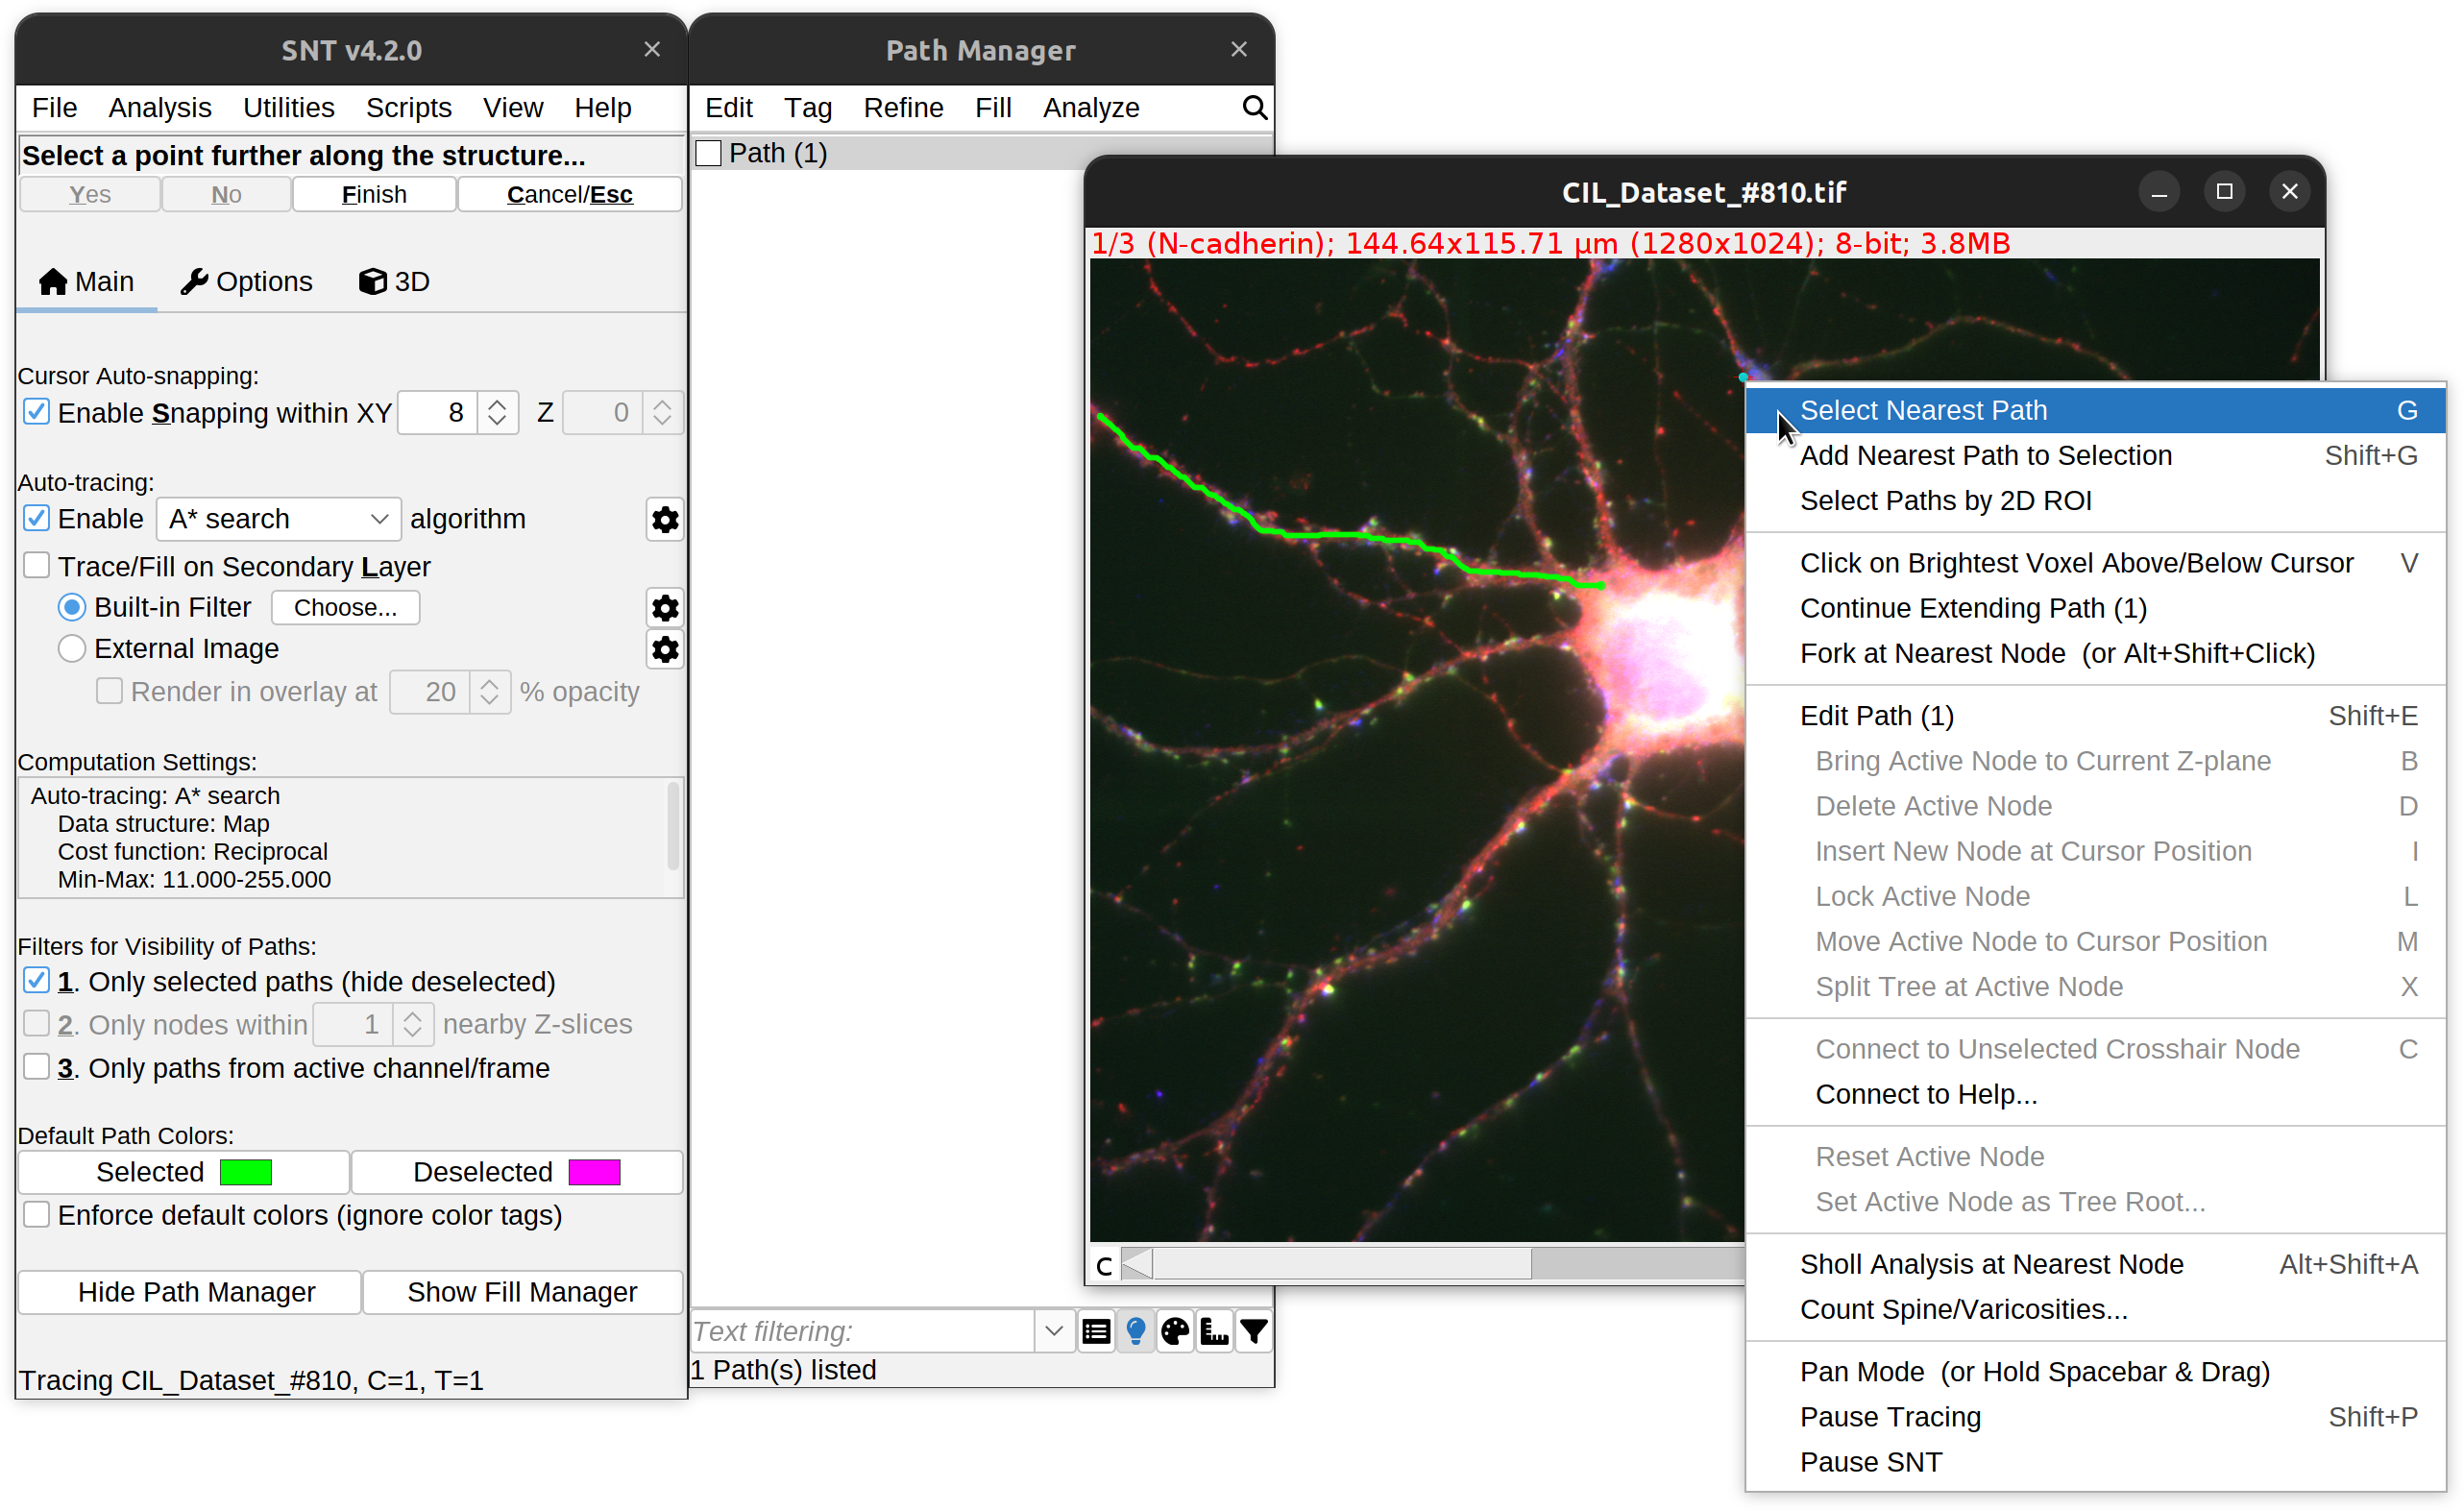 SNT v4.2.0
File Analysis Utilities Scripts View Help
Select a point further along the structure...
Yes No Finish Cancel/Esc
Main Options 3D
Cursor Auto-snapping:
Enable Snapping within XY 8 Z 0
Auto-tracing:
Enable A* search algorithm
Trace/Fill on Secondary Layer
Built-in Filter Choose...
External Image
Render in overlay at 20 % opacity
Computation Settings:
Auto-tracing: A* search
Data structure: Map
Cost function: Reciprocal
Min-Max: 11.000-255.000
Filters for Visibility of Paths:
1. Only selected paths (hide deselected)
2. Only nodes within 1 nearby Z-slices
3. Only paths from active channel/frame
Default Path Colors:
Selected Deselected
Enforce default colors (ignore color tags)
Hide Path Manager Show Fill Manager
Tracing CIL_Dataset_#810, C=1, T=1
Path Manager
Edit Tag Refine Fill Analyze
Path (1)
Text filtering:
1 Path(s) listed
CIL_Dataset_#810.tif
1/3 (N-cadherin); 144.64x115.71 µm (1280x1024); 8-bit; 3.8MB
c
Select Nearest Path G
Add Nearest Path to Selection Shift+G
Select Paths by 2D ROI
Click on Brightest Voxel Above/Below Cursor V
Continue Extending Path (1)
Fork at Nearest Node (or Alt+Shift+Click)
Edit Path (1) Shift+E
Bring Active Node to Current Z-plane B
Delete Active Node D
Insert New Node at Cursor Position I
Lock Active Node L
Move Active Node to Cursor Position M
Split Tree at Active Node X
Connect to Unselected Crosshair Node C
Connect to Help...
Reset Active Node
Set Active Node as Tree Root...
Sholl Analysis at Nearest Node Alt+Shift+A
Count Spine/Varicosities...
Pan Mode (or Hold Spacebar & Drag)
Pause Tracing Shift+P
Pause SNT